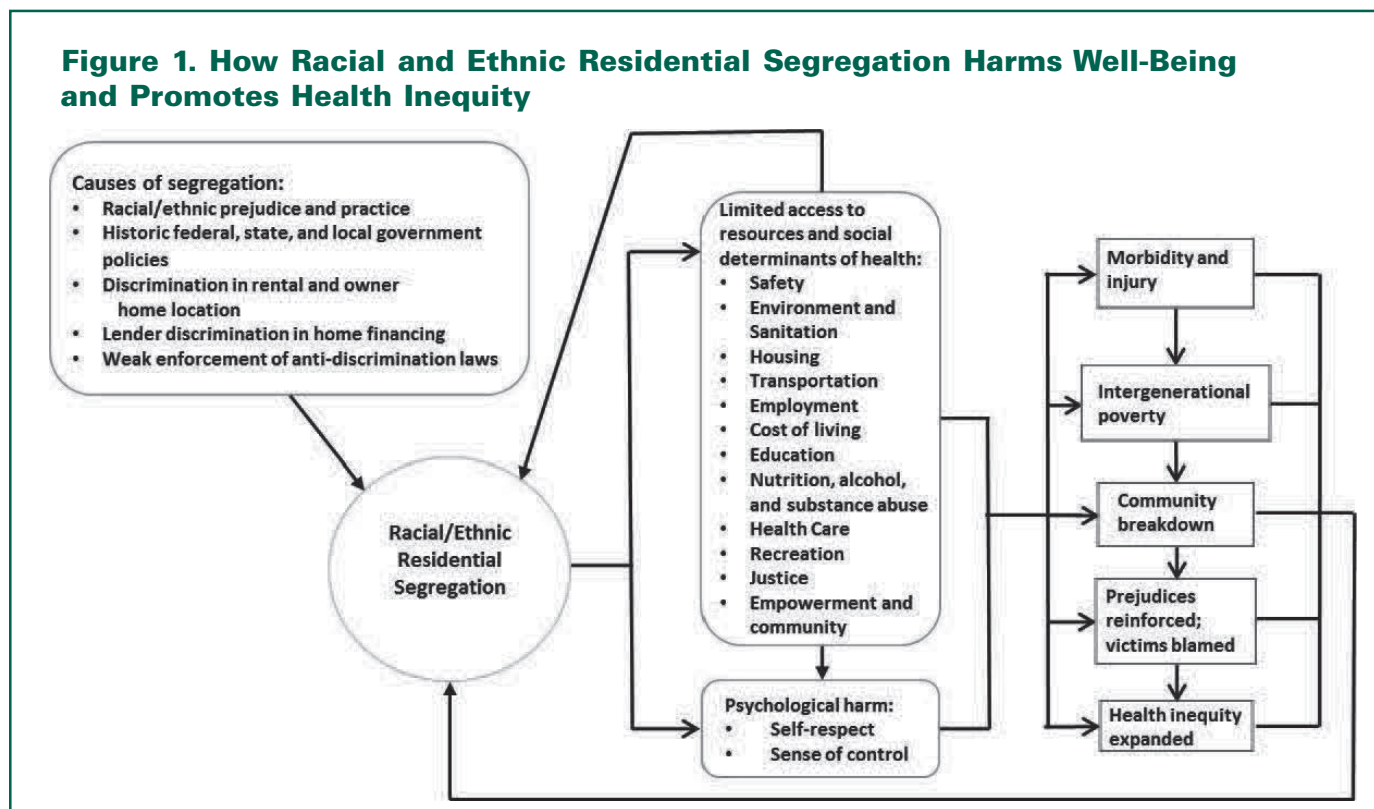 Figure 1. How Racial and Ethnic Residential Segregation Harms Well-Being
and Promotes Health Inequity
Causes of segregation:
• Racial/ethnic prejudice and practice
• Historic federal, state, and local government
policies
• Discrimination in rental and owner
home location
• Lender discrimination in home financing
• Weak enforcement of anti-discrimination laws
Racial/Ethnic
Residential
Segregation
Limited access to
resources and social
determinants of health:
• Safety
• Environment and
Sanitation
• Housing
• Transportation
• Employment
• Cost of living
• Education
• Nutrition, alcohol,
and substance abuse
• Health Care
• Recreation
• Justice
• Empowerment and
community
Psychological harm:
• Self-respect
• Sense of control
Morbidity and
injury
Intergenerational
poverty
Community
breakdown
Prejudices
reinforced;
victims blamed
Health inequity
expanded